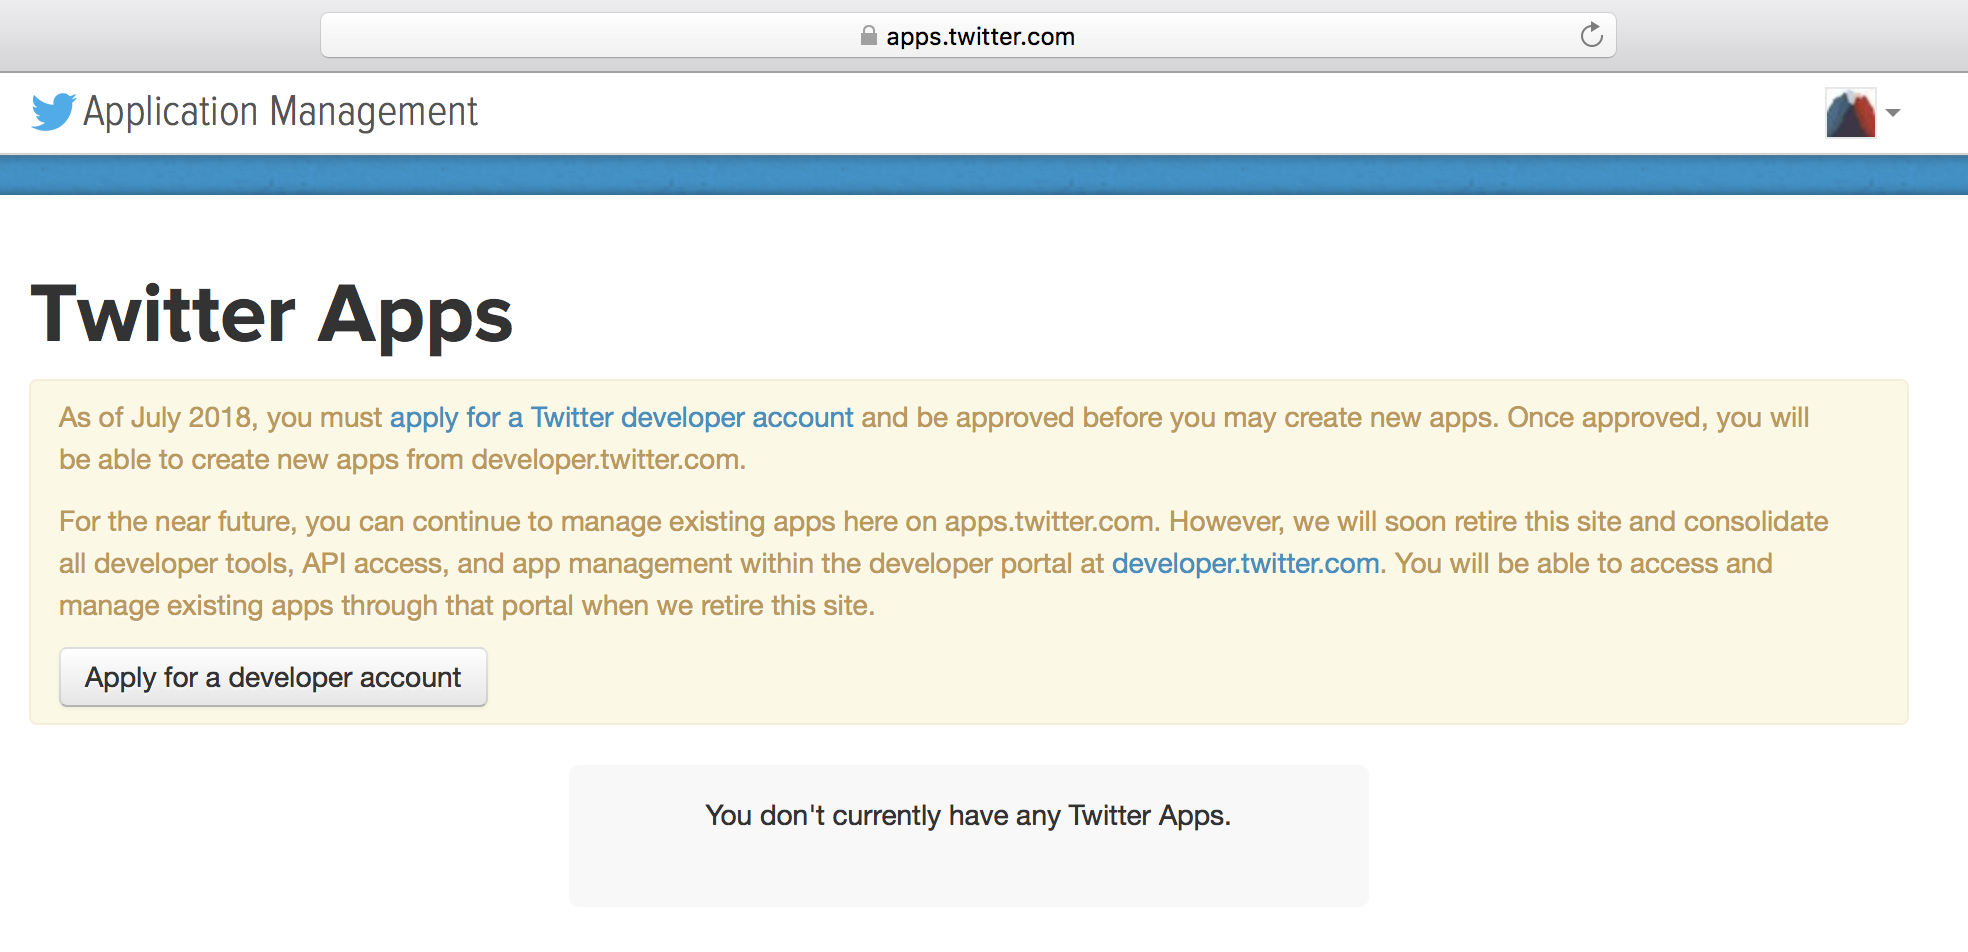 apps.twitter.com
Application Management
Twitter Apps
As of July 2018, you must apply for a Twitter developer account and be approved before you may create new apps. Once approved, you will
be able to create new apps from developer.twitter.com.
For the near future, you can continue to manage existing apps here on apps.twitter.com. However, we will soon retire this site and consolidate
all developer tools, API access, and app management within the developer portal at developer.twitter.com. You will be able to access and
manage existing apps through that portal when we retire this site.
Apply for a developer account
You don't currently have any Twitter Apps.